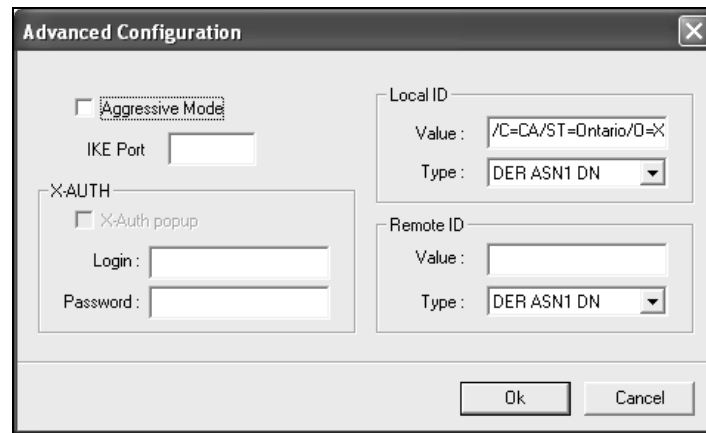 Advanced Configuration
Aggressive Mode
IKE Port
X-AUTH
X-Auth popup
Login :
Password :
Local ID
Value :
/C=CA/ST=Ontario/O=X
Type :
DER ASN1 DN
Remote ID
Value :
Type :
DER ASN1 DN
Ok
Cancel